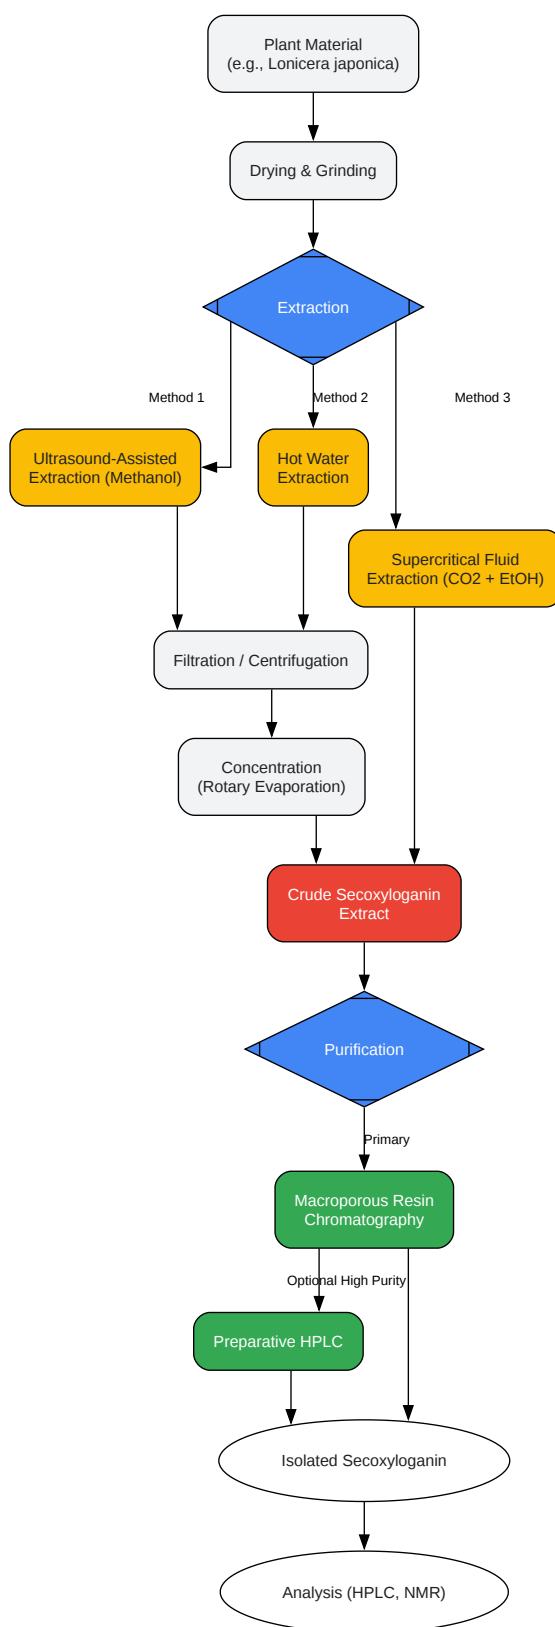 Plant Material
(e.g., Lonicera japonica)
Drying & Grinding
Extraction
Method 1
Method 2
Method 3
Ultrasound-Assisted
Extraction (Methanol)
Hot Water
Extraction
Supercritical Fluid
Extraction (CO2 + EtOH)
Filtration / Centrifugation
Concentration
(Rotary Evaporation)
Crude Secoxyloganin
Extract
Purification
Primary
Macroporous Resin
Chromatography
Optional High Purity
Preparative HPLC
Isolated Secoxyloganin
Analysis (HPLC, NMR)